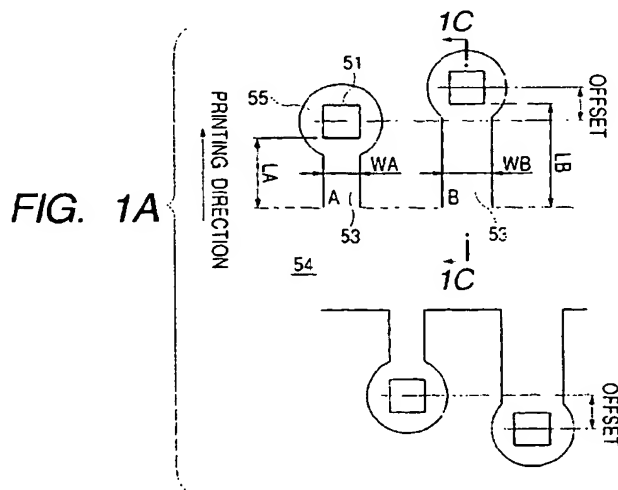 1C
51
55
OFFSET
PRINTING DIRECTION
LA
WA
WB
LB
A
B
FIG. 1A
53
53
54
1C
OFFSET